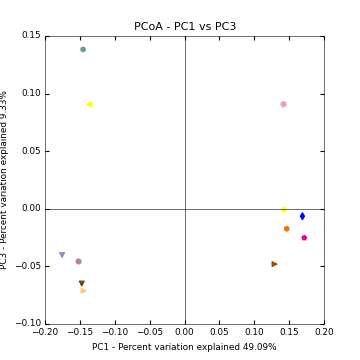 PCoA - PC1 vs PC3
0.15
0.10
0.05
0.00
−0.05
−0.10
PC3 - Percent variation explained 9.33%
−0.20 −0.15 −0.10 −0.05 0.00 0.05 0.10 0.15 0.20
PC1 - Percent variation explained 49.09%